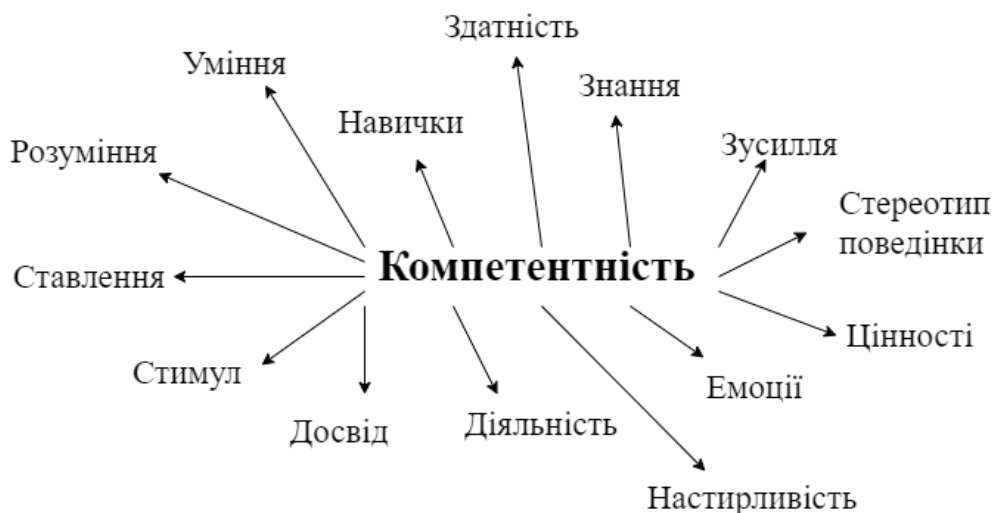 Здатність
Уміння
Знання
Навички
Розуміння
Зусилля
Стереотип
поведінки
Компетентність
Ставлення
Цінності
Стимул
Емоції
Досвід
Діяльність
Настирливість